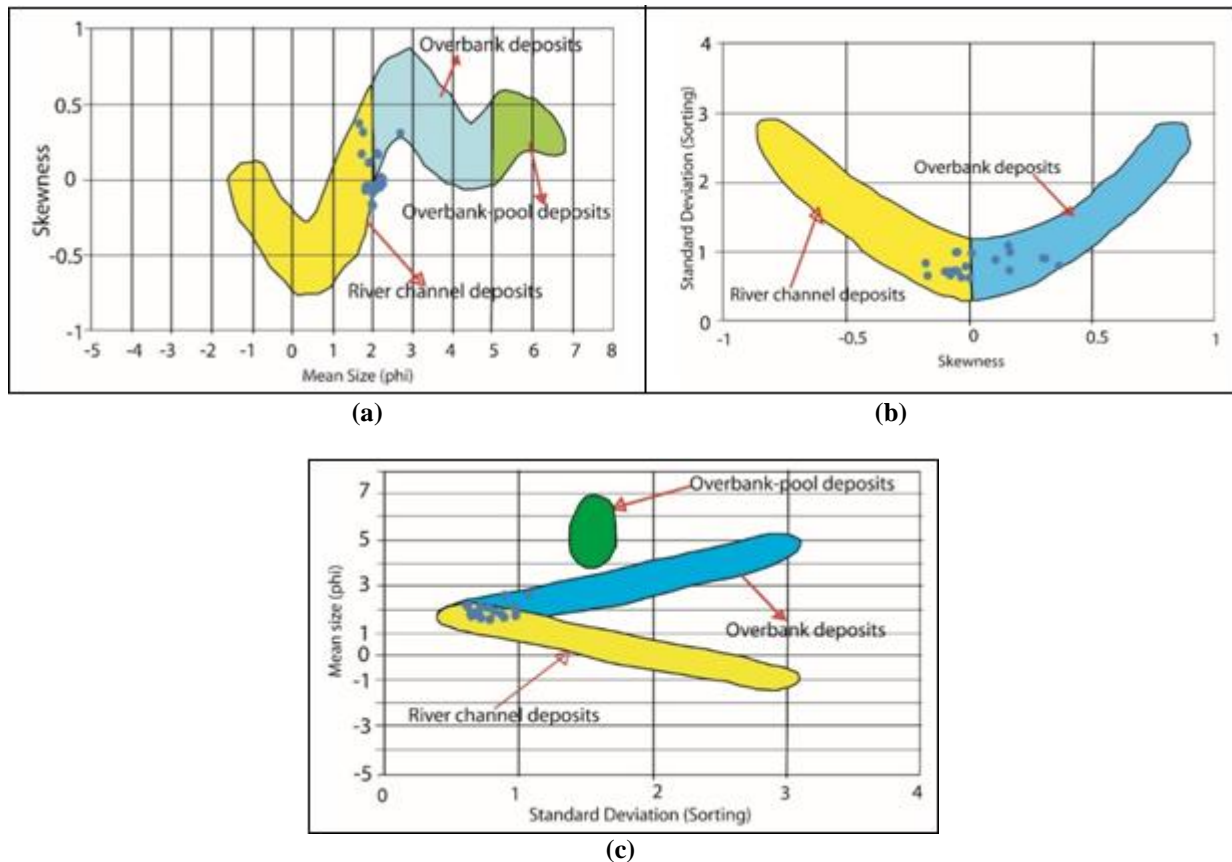 1
0.5
0
-0.5
-1
Skewness
-5 -4 -3 -2 -1 0 1 2 3 4 5 6 7 8
Mean Size (phi)
Overbank deposits
Overbank-pool deposits
River channel deposits
(a)
4
3
2
1
0
Standard Deviation (Sorting)
-1 -0.5 0 0.5 1
Skewness
Overbank deposits
River channel deposits
(b)
7
5
3
1
0
-1
-3
-5
Mean size (phi)
0 1 2 3 4
Standard Deviation (Sorting)
Overbank-pool deposits
Overbank deposits
River channel deposits
(c)